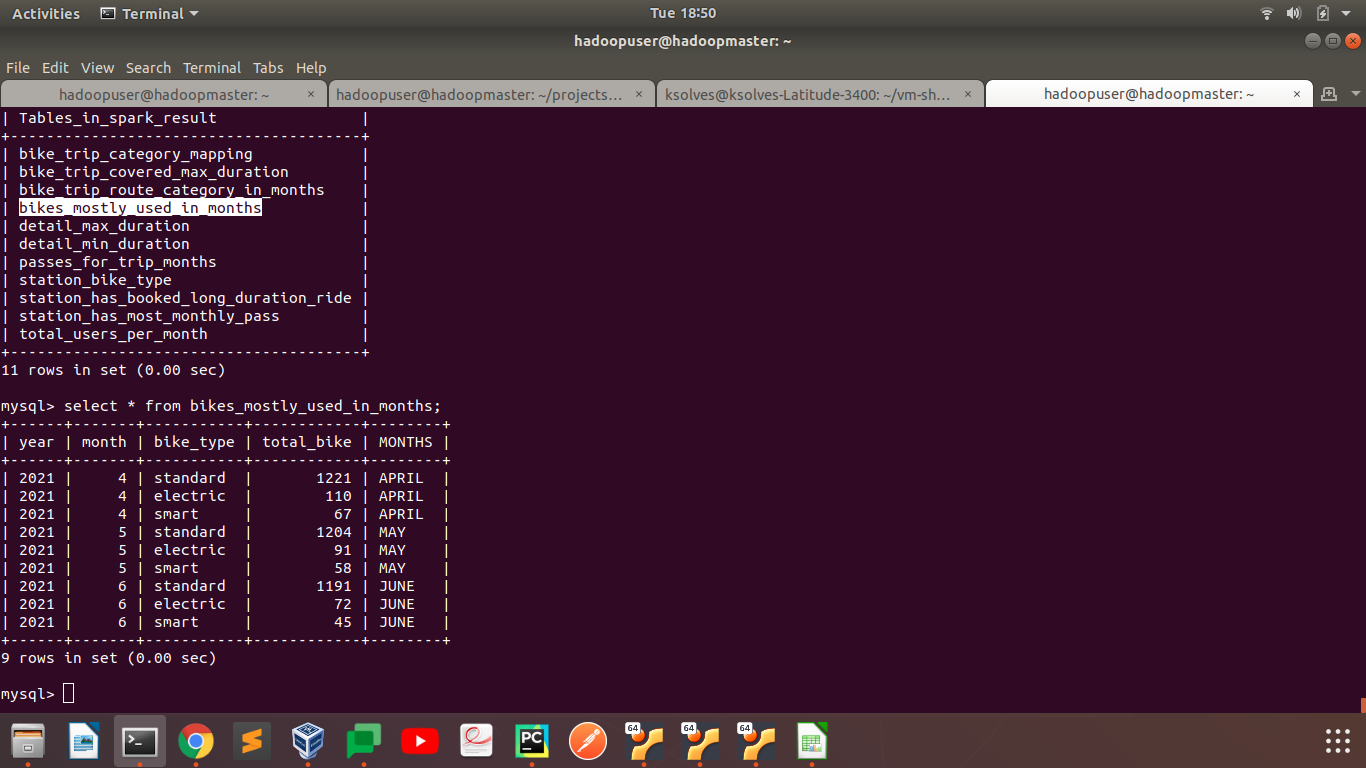 Activities Terminal Tue 18:50
hadoopuser@hadoopmaster: ~
File Edit View Search Terminal Tabs Help
hadoopuser@hadoopmaster: ~ × hadoopuser@hadoopmaster: ~/projects... × ksolves@ksolves-Latitude-3400: ~/vm-sh... × hadoopuser@hadoopmaster: ~ ×
| Tables_in_spark_result                |
+---------------------------------------+
| bike_trip_category_mapping            |
| bike_trip_covered_max_duration        |
| bike_trip_route_category_in_months    |
| bikes_mostly_used_in_months           |
| detail_max_duration                   |
| detail_min_duration                   |
| passes_for_trip_months                |
| station_bike_type                     |
| station_has_booked_long_duration_ride |
| station_has_most_monthly_pass         |
| total_users_per_month                 |
+---------------------------------------+
11 rows in set (0.00 sec)
mysql> select * from bikes_mostly_used_in_months;
+------+-------+-----------+------------+--------+
| year | month | bike_type | total_bike | MONTHS |
+------+-------+-----------+------------+--------+
| 2021 |     4 | standard  |       1221 | APRIL  |
| 2021 |     4 | electric  |        110 | APRIL  |
| 2021 |     4 | smart     |         67 | APRIL  |
| 2021 |     5 | standard  |       1204 | MAY    |
| 2021 |     5 | electric  |         91 | MAY    |
| 2021 |     5 | smart     |         58 | MAY    |
| 2021 |     6 | standard  |       1191 | JUNE   |
| 2021 |     6 | electric  |         72 | JUNE   |
| 2021 |     6 | smart     |         45 | JUNE   |
+------+-------+-----------+------------+--------+
9 rows in set (0.00 sec)
mysql>
PC 64 64 64